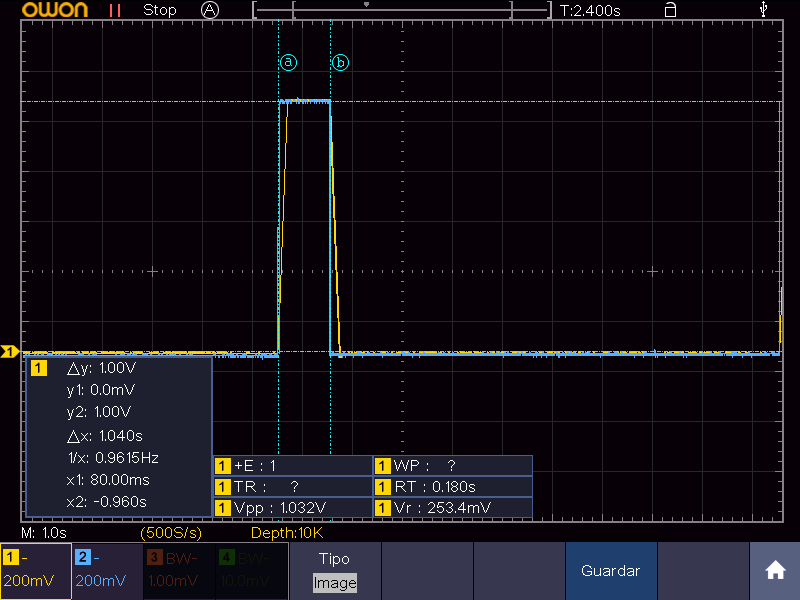 OWON Stop A T:2.400s
a b
1
1 △y: 1.00V
y1: 0.0mV
y2: 1.00V
△x: 1.040s
1/x: 0.9615Hz
x1: 80.00ms
x2: -0.960s
1 +E : 1 1 WP : ?
1 TR : ? 1 RT : 0.180s
1 Vpp : 1.032V 1 Vr : 253.4mV
M: 1.0s (500S/s) Depth:10K
1 - 2 - 3 BW- 4 BW- Tipo
200mV 200mV 1.00mV 10.0mV Image Guardar